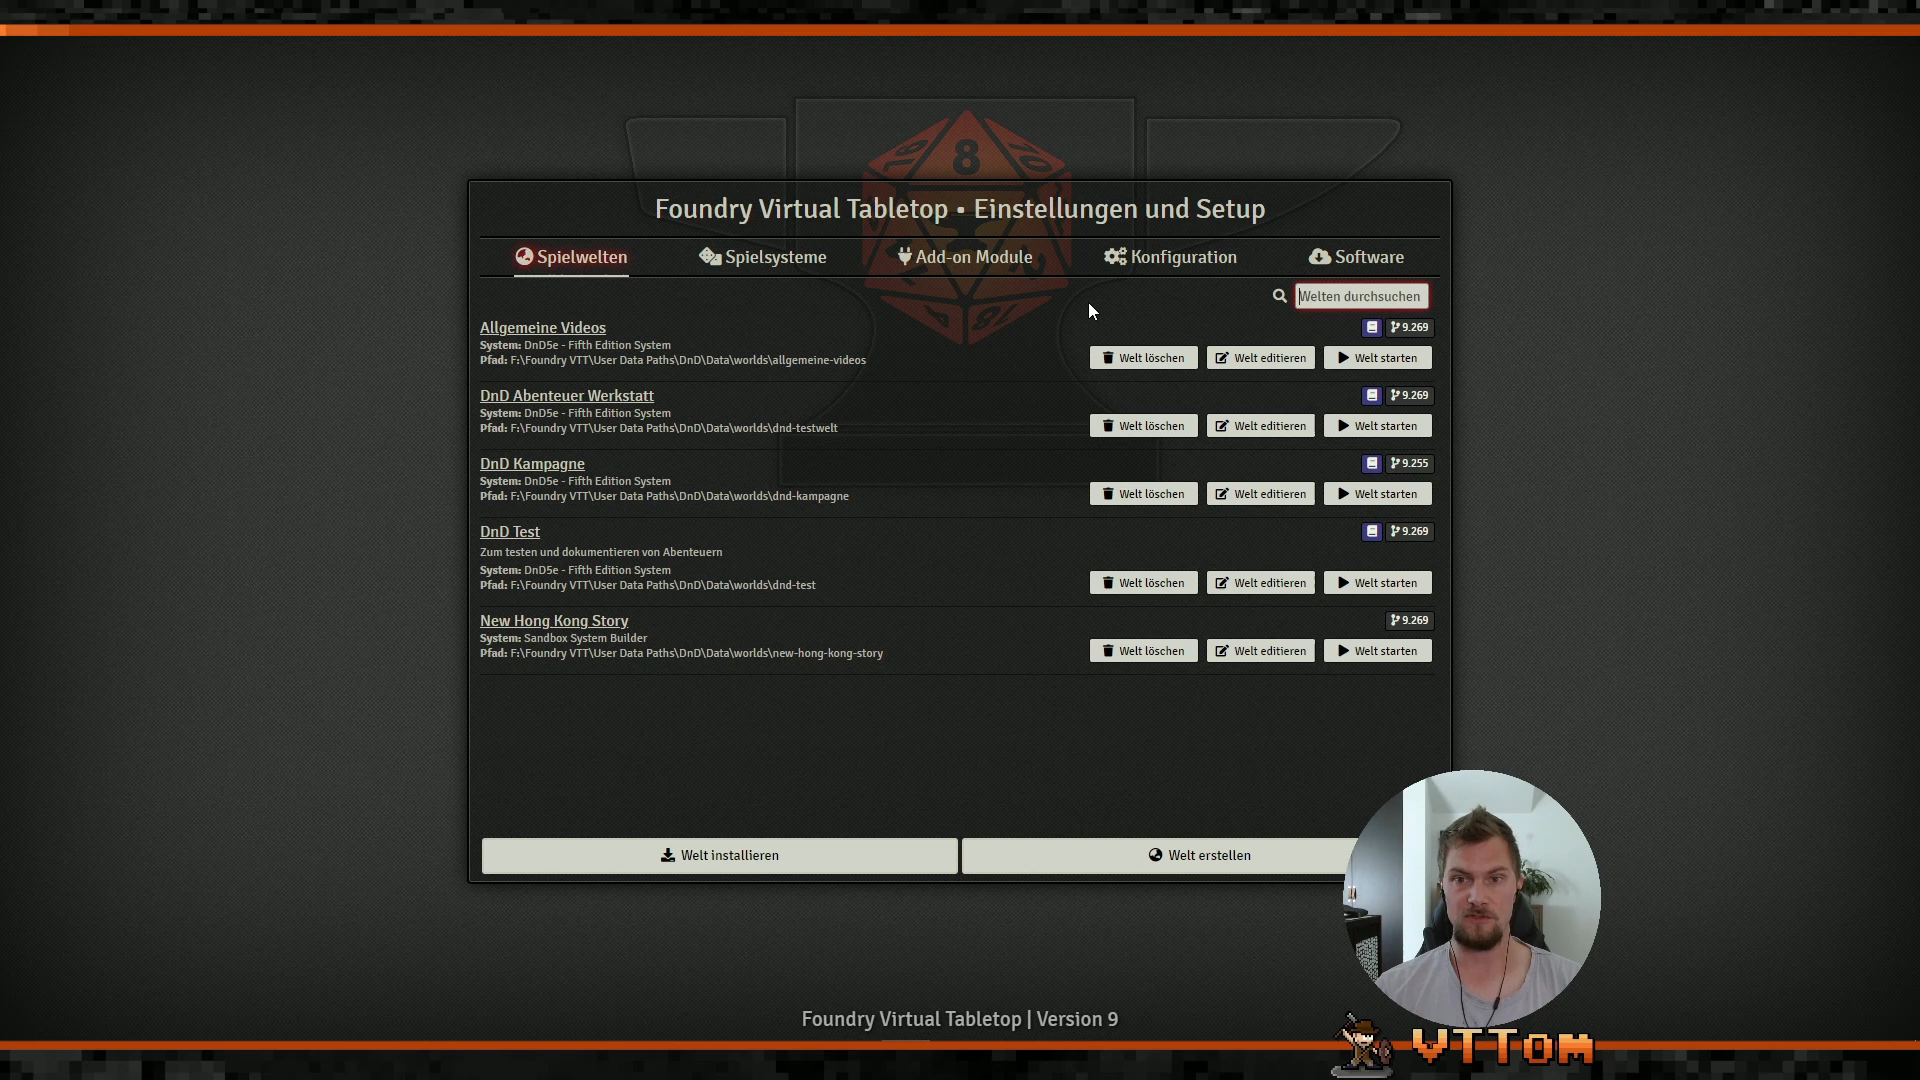 8
10
Foundry Virtual Tabletop • Einstellungen und Setup
Spielwelten
Spielsysteme
Add-on Module
Konfiguration
Software
Welten durchsuchen
Allgemeine Videos
9.269
System: DnD5e - Fifth Edition System
Pfad: F:\Foundry VTT\User Data Paths\DnD\Data\worlds\allgemeine-videos
Welt löschen
Welt editieren
Welt starten
DnD Abenteuer Werkstatt
9.269
System: DnD5e - Fifth Edition System
Pfad: F:\Foundry VTT\User Data Paths\DnD\Data\worlds\dnd-testwelt
Welt löschen
Welt editieren
Welt starten
DnD Kampagne
9.255
System: DnD5e - Fifth Edition System
Pfad: F:\Foundry VTT\User Data Paths\DnD\Data\worlds\dnd-kampagne
Welt löschen
Welt editieren
Welt starten
DnD Test
9.269
Zum testen und dokumentieren von Abenteuern
System: DnD5e - Fifth Edition System
Pfad: F:\Foundry VTT\User Data Paths\DnD\Data\worlds\dnd-test
Welt löschen
Welt editieren
Welt starten
New Hong Kong Story
9.269
System: Sandbox System Builder
Pfad: F:\Foundry VTT\User Data Paths\DnD\Data\worlds\new-hong-kong-story
Welt löschen
Welt editieren
Welt starten
Welt installieren
Welt erstellen
Foundry Virtual Tabletop | Version 9
VTTom